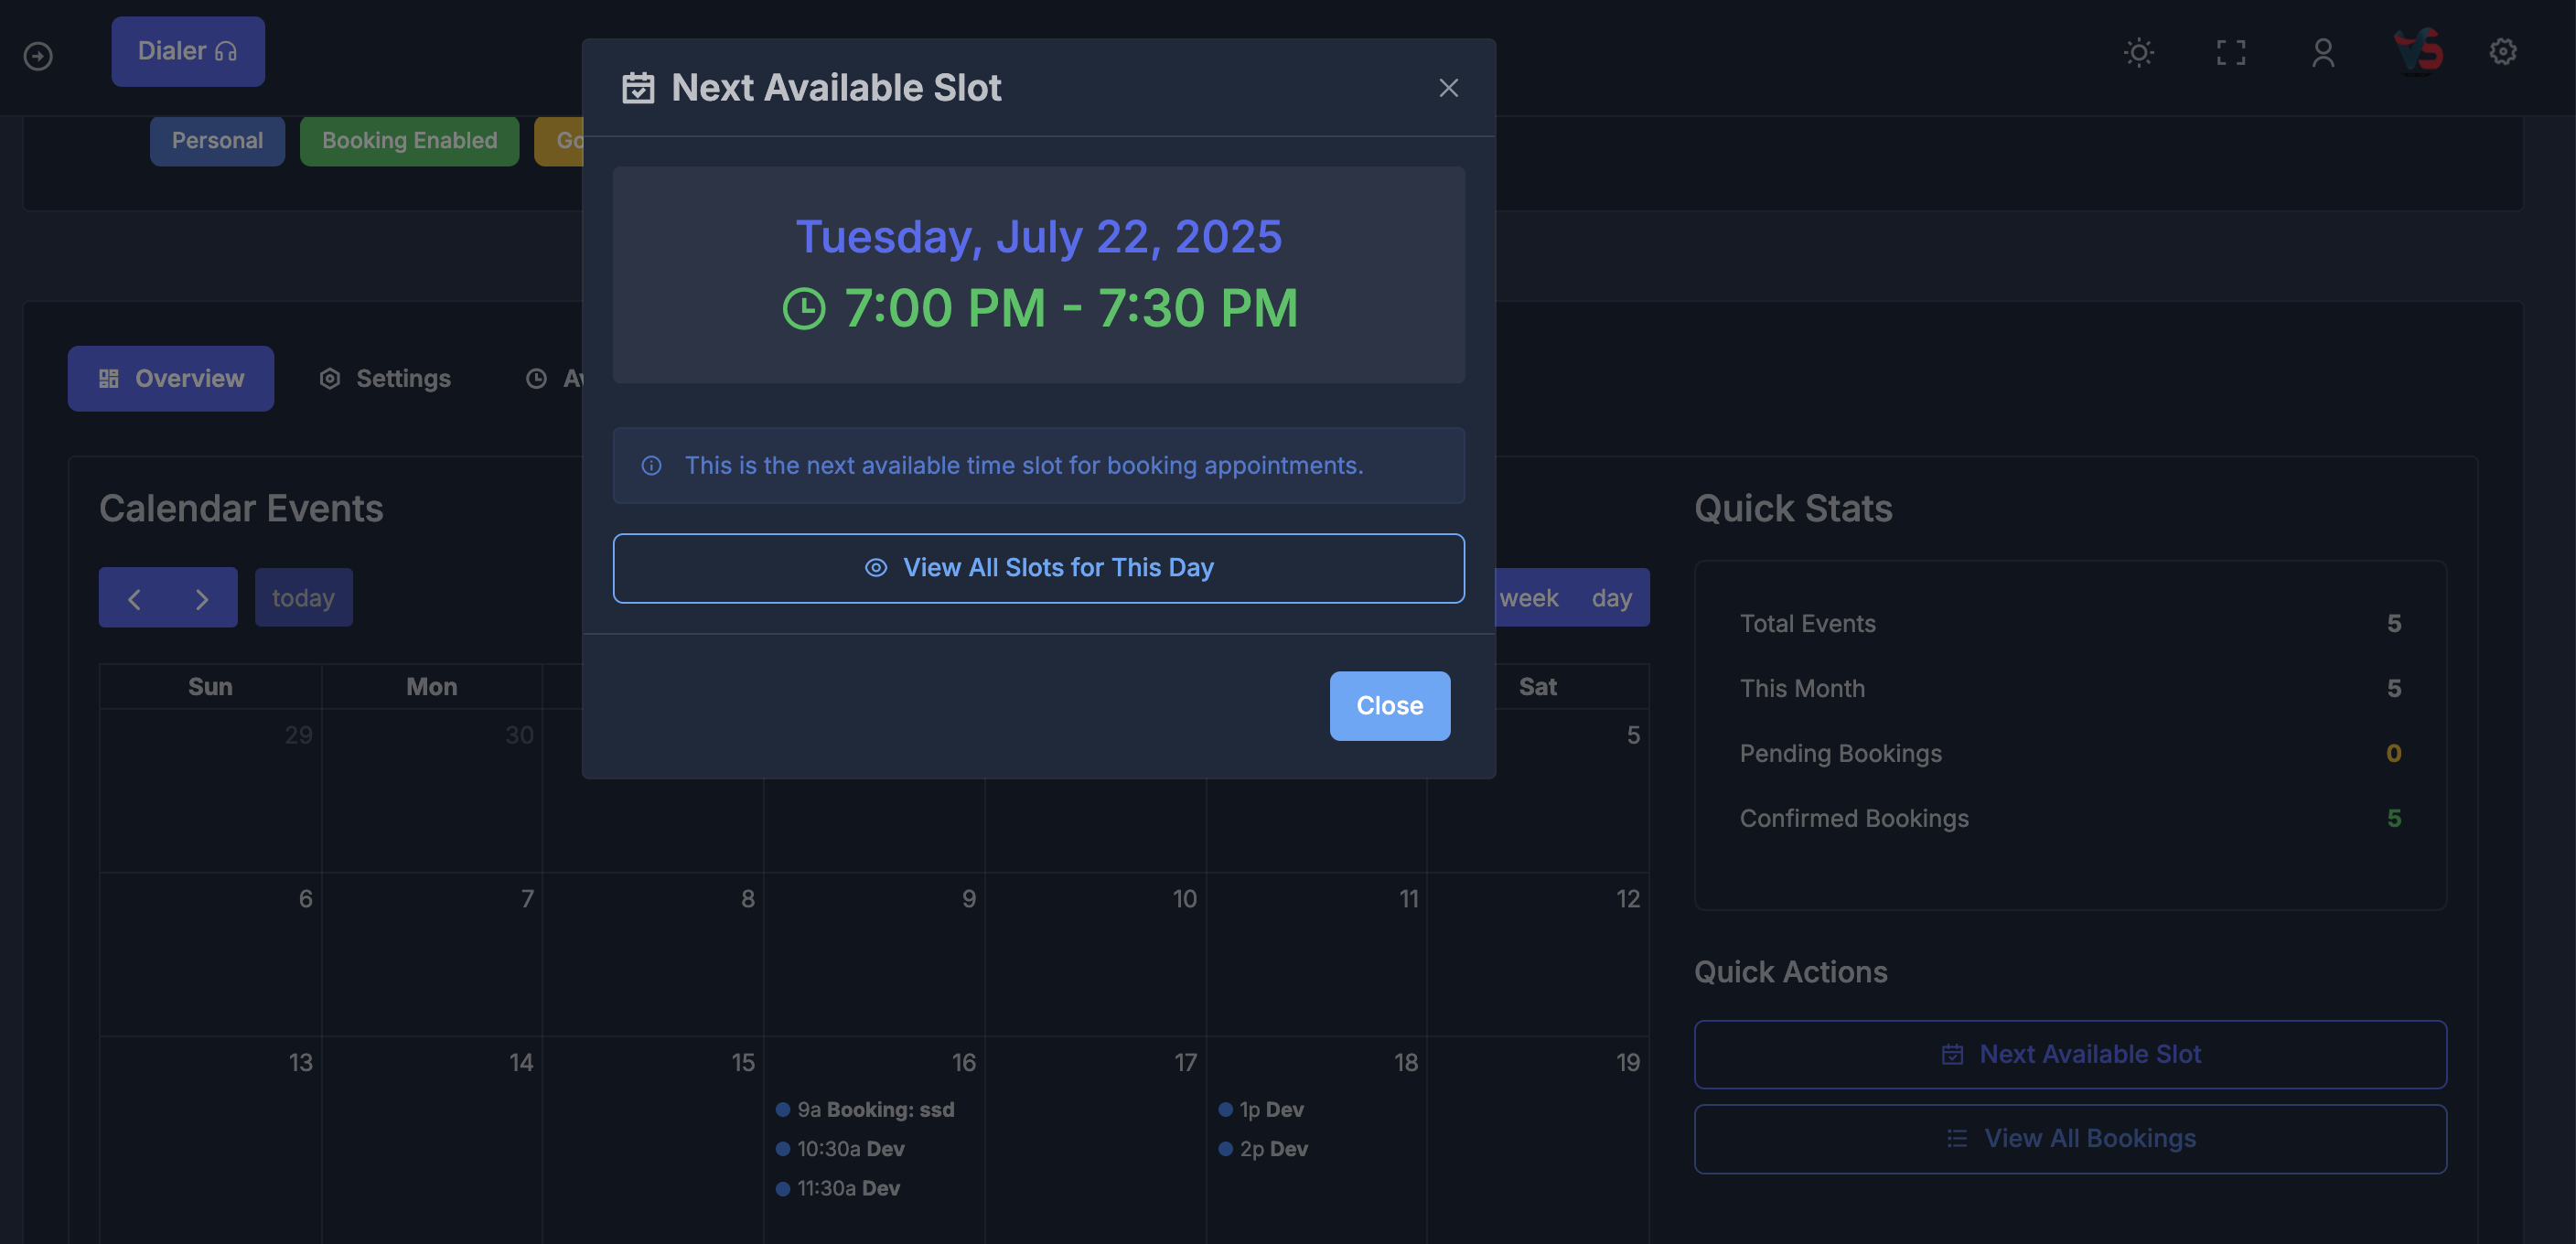 Dialer
Next Available Slot
Personal
Booking Enabled
Tuesday, July 22, 2025
7:00 PM - 7:30 PM
Overview
Settings
This is the next available time slot for booking appointments.
View All Slots for This Day
Close
Calendar Events
today
week
day
Sun
Mon
Sat
29
30
5
6
7
8
9
10
11
12
13
14
15
16
17
18
19
9a Booking: ssd
10:30a Dev
11:30a Dev
1p Dev
2p Dev
Quick Stats
Total Events
5
This Month
5
Pending Bookings
0
Confirmed Bookings
5
Quick Actions
Next Available Slot
View All Bookings